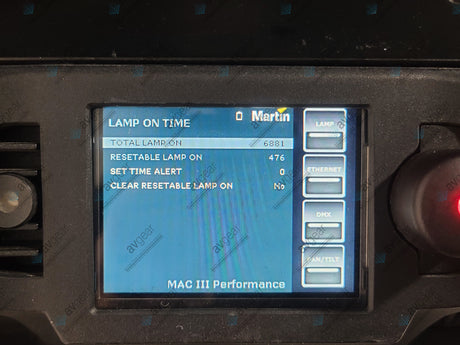 Martin
LAMP ON TIME
TOTAL LAMP ON 6881
RESETABLE LAMP ON 476
SET TIME ALERT 0
CLEAR RESETABLE LAMP ON No
MAC III Performance
LAMP
ETHERNET
DMX
PAN/TILT
avgear